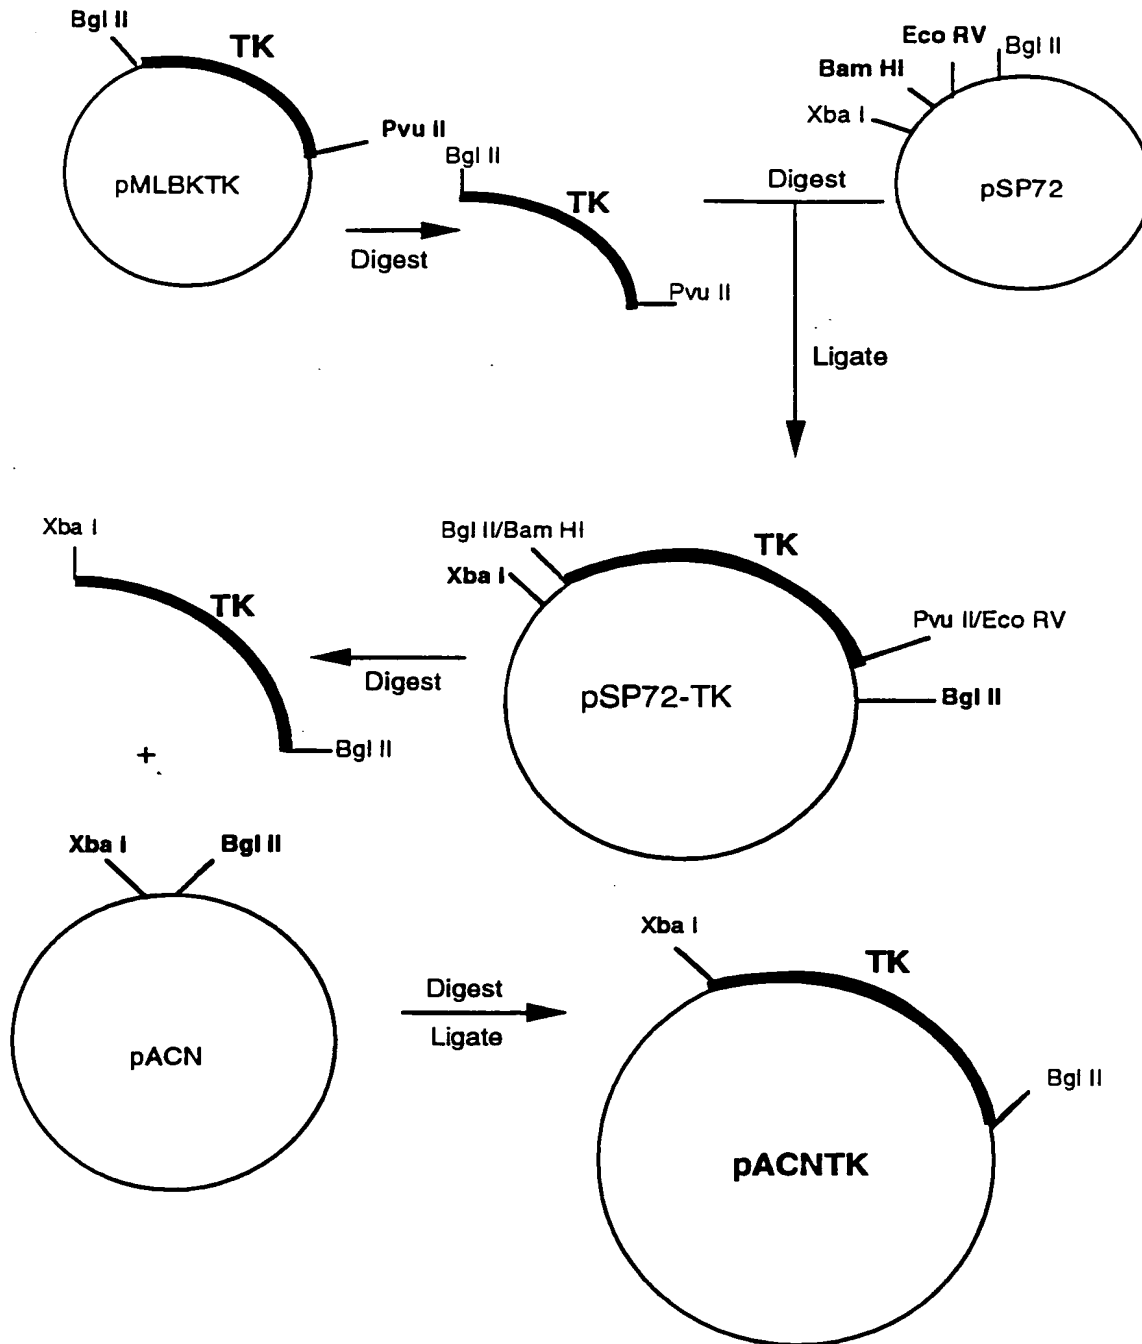 Bgl II
TK
Pvu II
pMLBKTK
Digest
Bgl II
TK
Pvu II
Eco RV
Bgl II
Bam HI
Xba I
pSP72
Digest
Ligate
Xba I
TK
Bgl II
Digest
Bgl II/Bam HI
Xba I
TK
Pvu II/Eco RV
Bgl II
pSP72-TK
+
Xba I
Bgl II
pACN
Digest
Ligate
Xba I
TK
Bgl II
pACNTK